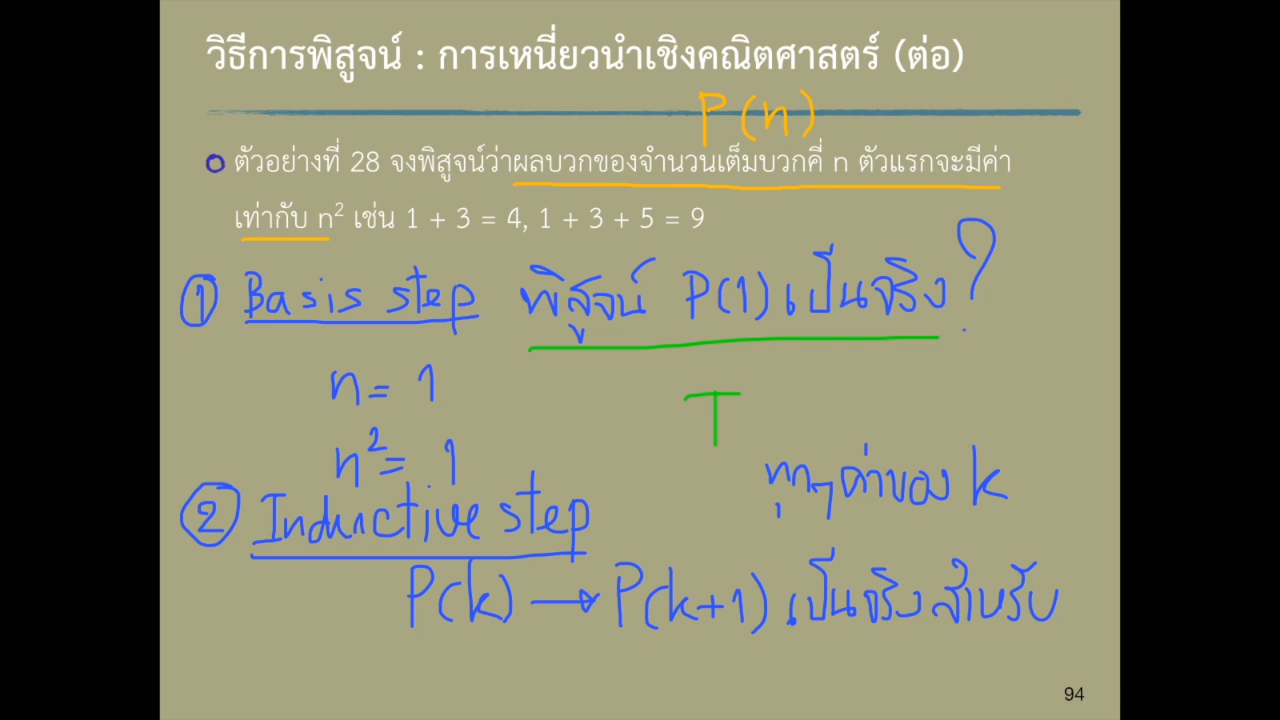 วิธีการพิสูจน์ : การเหนี่ยวนำเชิงคณิตศาสตร์ (ต่อ)
P(n)
ตัวอย่างที่ 28 จงพิสูจน์ว่าผลบวกของจำนวนเต็มบวกคี่ n ตัวแรกจะมีค่า
เท่ากับ n² เช่น 1 + 3 = 4, 1 + 3 + 5 = 9
① Basis step พิสูจน์ P(1) เป็นจริง?
n = 1
T
n² = 1
ทุกๆ ค่าของ k
② Inductive step
P(k) → P(k+1) เป็นจริงสำหรับ
94